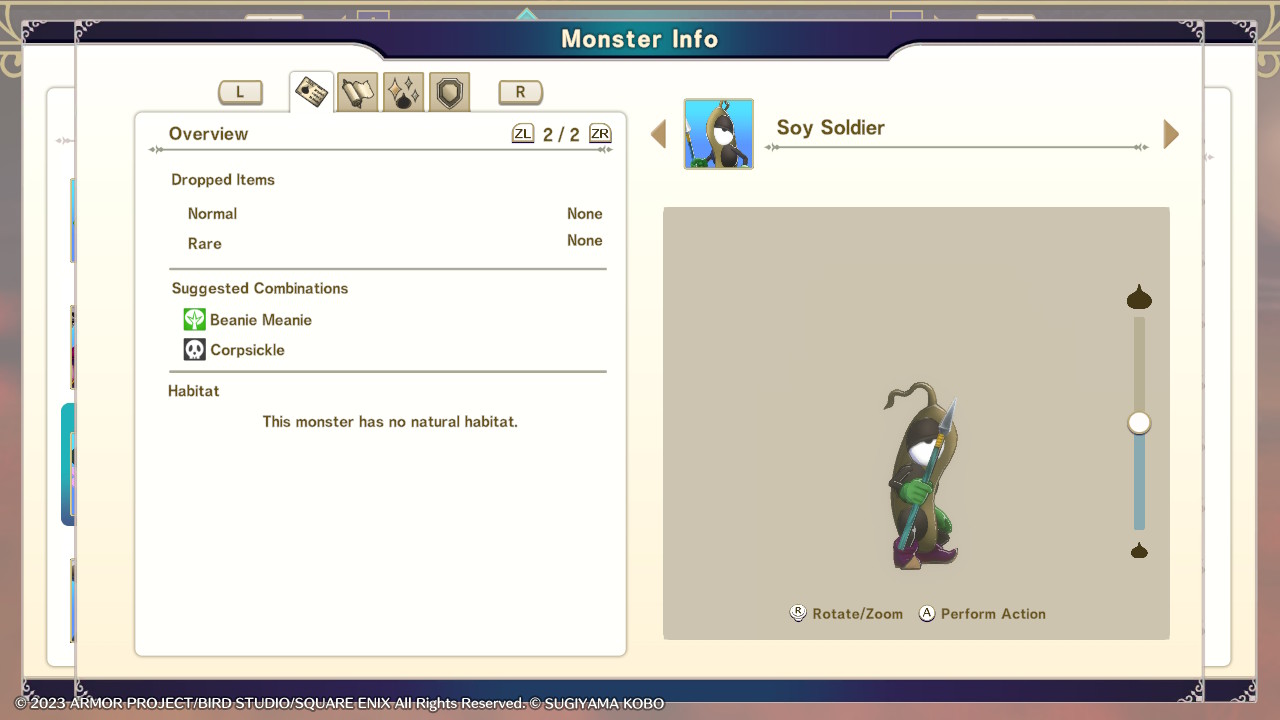 Monster Info
L
R
Overview
ZL 2 / 2 ZR
Dropped Items
Normal None
Rare None
Suggested Combinations
Beanie Meanie
Corpsickle
Habitat
This monster has no natural habitat.
Soy Soldier
R Rotate/Zoom A Perform Action
© 2023 ARMOR PROJECT/BIRD STUDIO/SQUARE ENIX All Rights Reserved. © SUGIYAMA KOBO